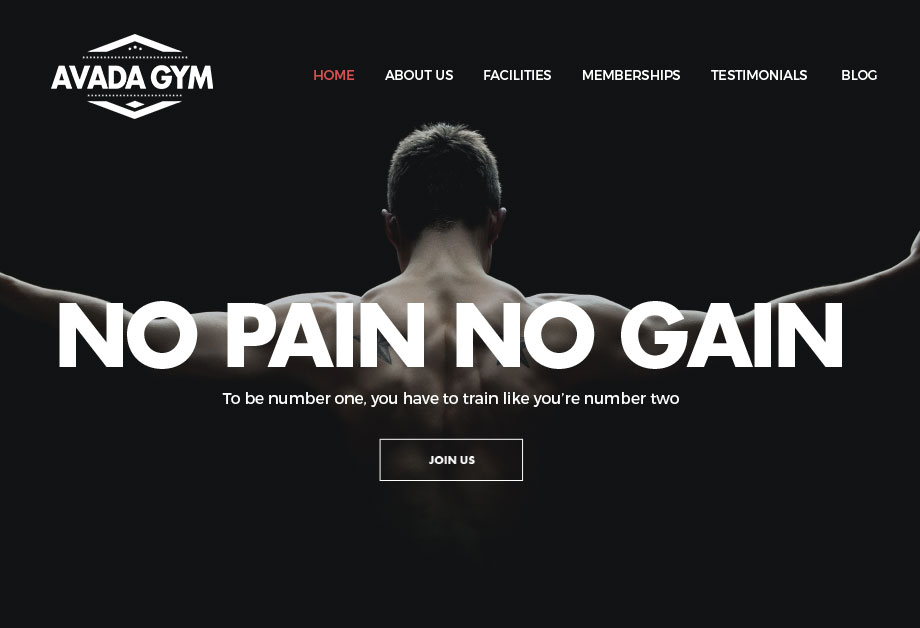 AVADA GYM
HOME ABOUT US FACILITIES MEMBERSHIPS TESTIMONIALS BLOG
NO PAIN NO GAIN
To be number one, you have to train like you're number two
JOIN US